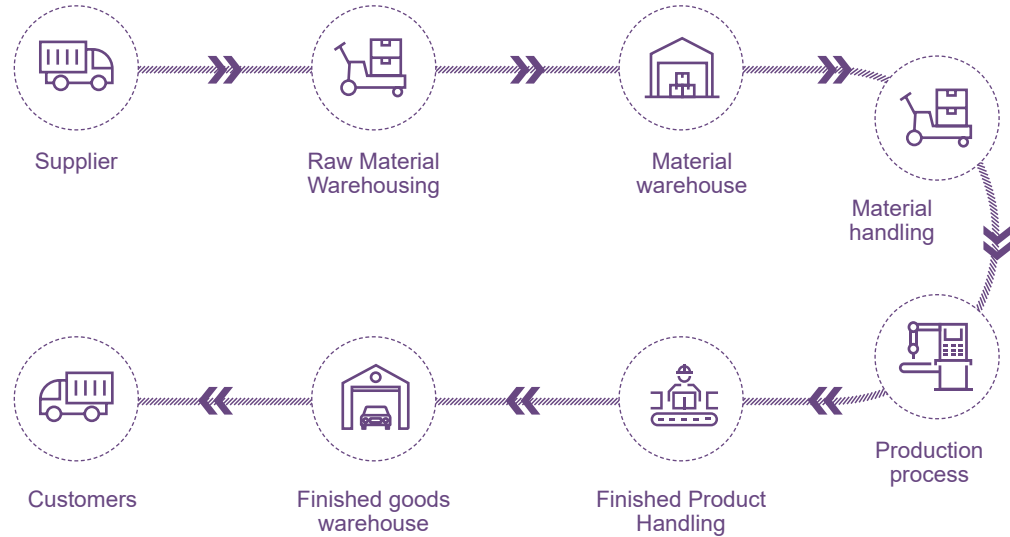 Supplier
Raw Material
Warehousing
Material
warehouse
Material
handling
Production
process
Finished Product
Handling
Finished goods
warehouse
Customers